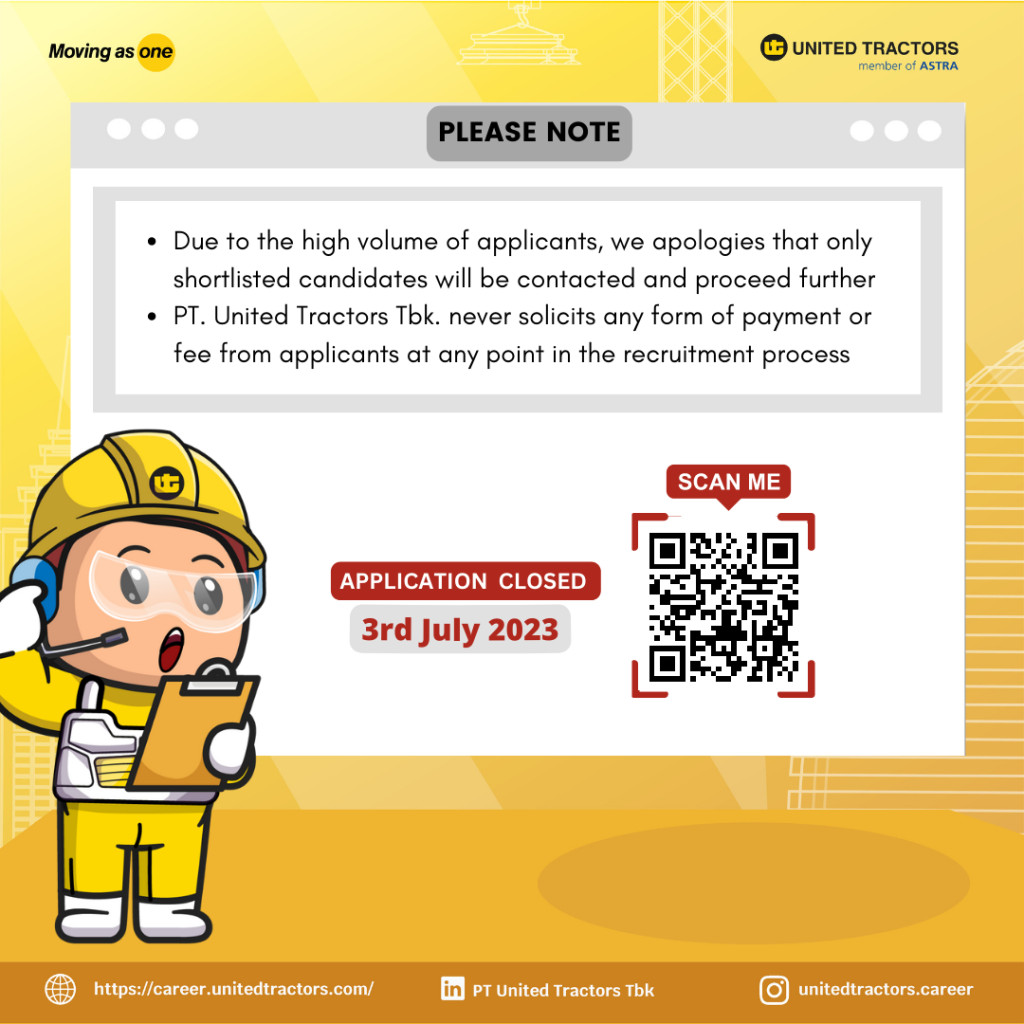 Moving as one
UNITED TRACTORS
member of ASTRA
PLEASE NOTE
• Due to the high volume of applicants, we apologies that only
shortlisted candidates will be contacted and proceed further
• PT. United Tractors Tbk. never solicits any form of payment or
fee from applicants at any point in the recruitment process
SCAN ME
APPLICATION CLOSED
3rd July 2023
https://career.unitedtractors.com/
in PT United Tractors Tbk
unitedtractors.career